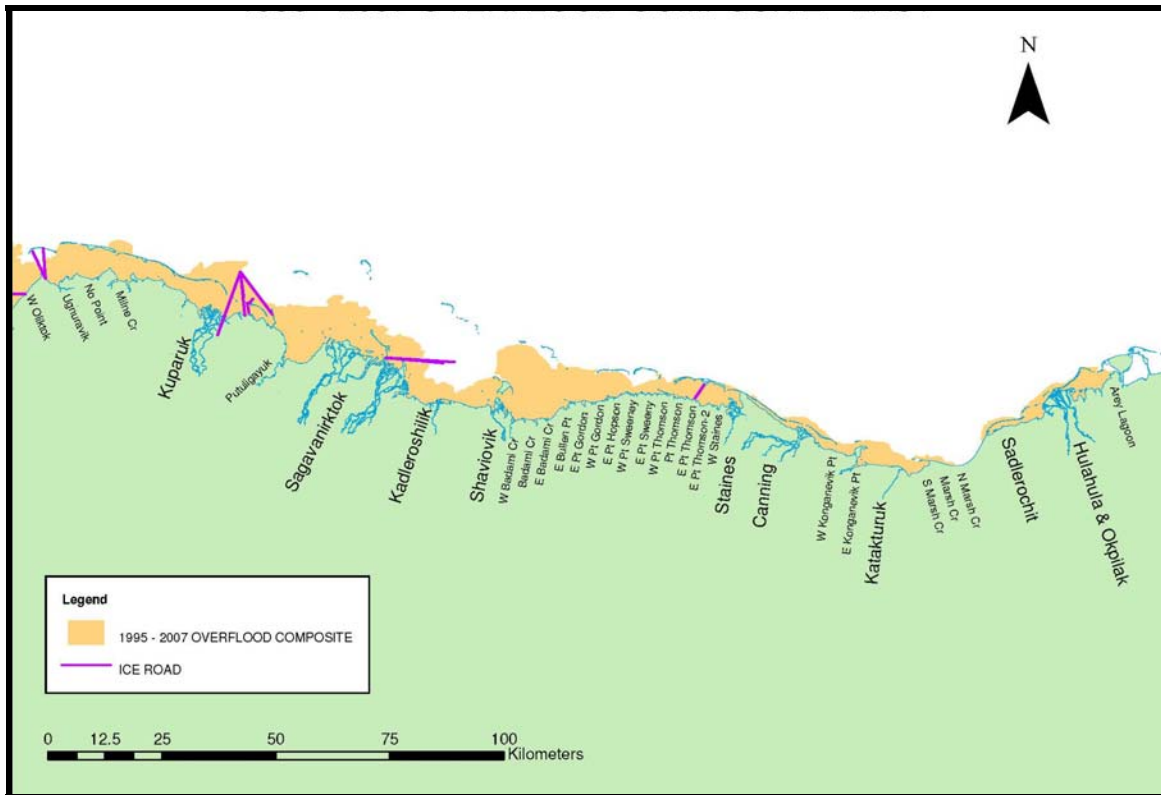 N
W Oliktok
Ugnuravik
No Point
Milne Cr
Kuparuk
Putuligayuk
Sagavanirktok
Kadleroshilik
Shaviovik
W Badami Cr
Badami Cr
E Badami Cr
E Bullen Pt
E Pt Gordon
W Pt Gordon
E Pt Hopson
W Pt Sweeney
E Pt Sweeny
W Pt Thomson
Pt Thomson
E Pt Thomson
E Pt Thomson-2
W Staines
Staines
Canning
W Konganevik Pt
E Konganevik Pt
Katakturuk
S Marsh Cr
Marsh Cr
N Marsh Cr
Sadlerochit
Hulahula & Okpilak
Arey Lagoon
Legend
1995 - 2007 OVERFLOOD COMPOSITE
ICE ROAD
0 12.5 25 50 75 100
Kilometers